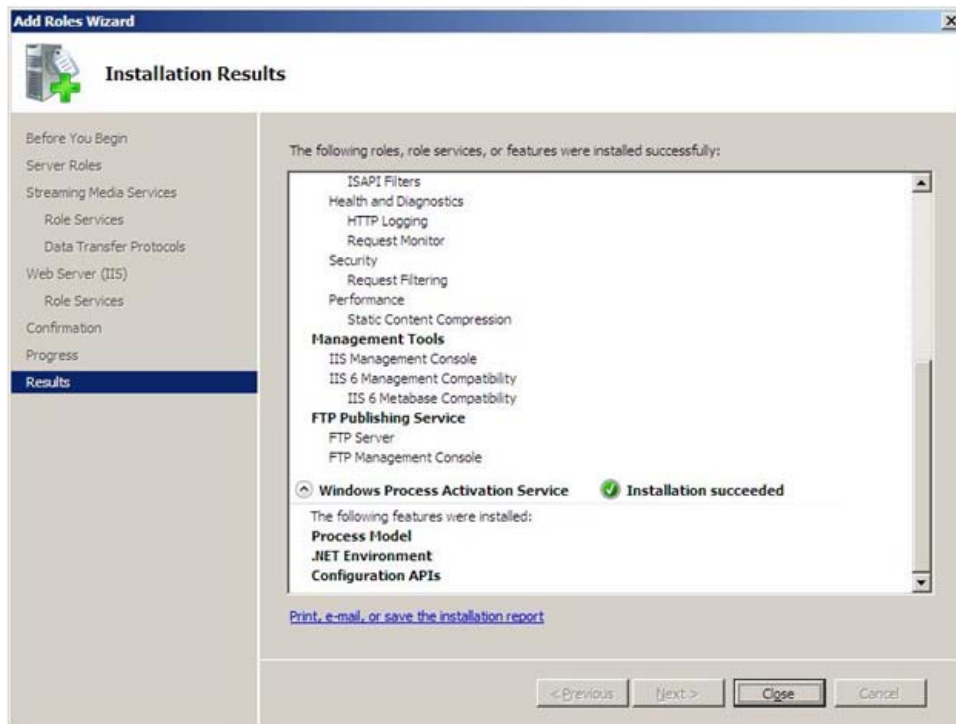 Add Roles Wizard
Installation Results
Before You Begin
Server Roles
Streaming Media Services
Role Services
Data Transfer Protocols
Web Server (IIS)
Role Services
Confirmation
Progress
Results
The following roles, role services, or features were installed successfully:
ISAPI Filters
Health and Diagnostics
HTTP Logging
Request Monitor
Security
Request Filtering
Performance
Static Content Compression
Management Tools
IIS Management Console
IIS 6 Management Compatibility
IIS 6 Metabase Compatibility
FTP Publishing Service
FTP Server
FTP Management Console
Windows Process Activation Service Installation succeeded
The following features were installed:
Process Model
.NET Environment
Configuration APIs
Print, e-mail, or save the installation report
< Previous Next > Close Cancel